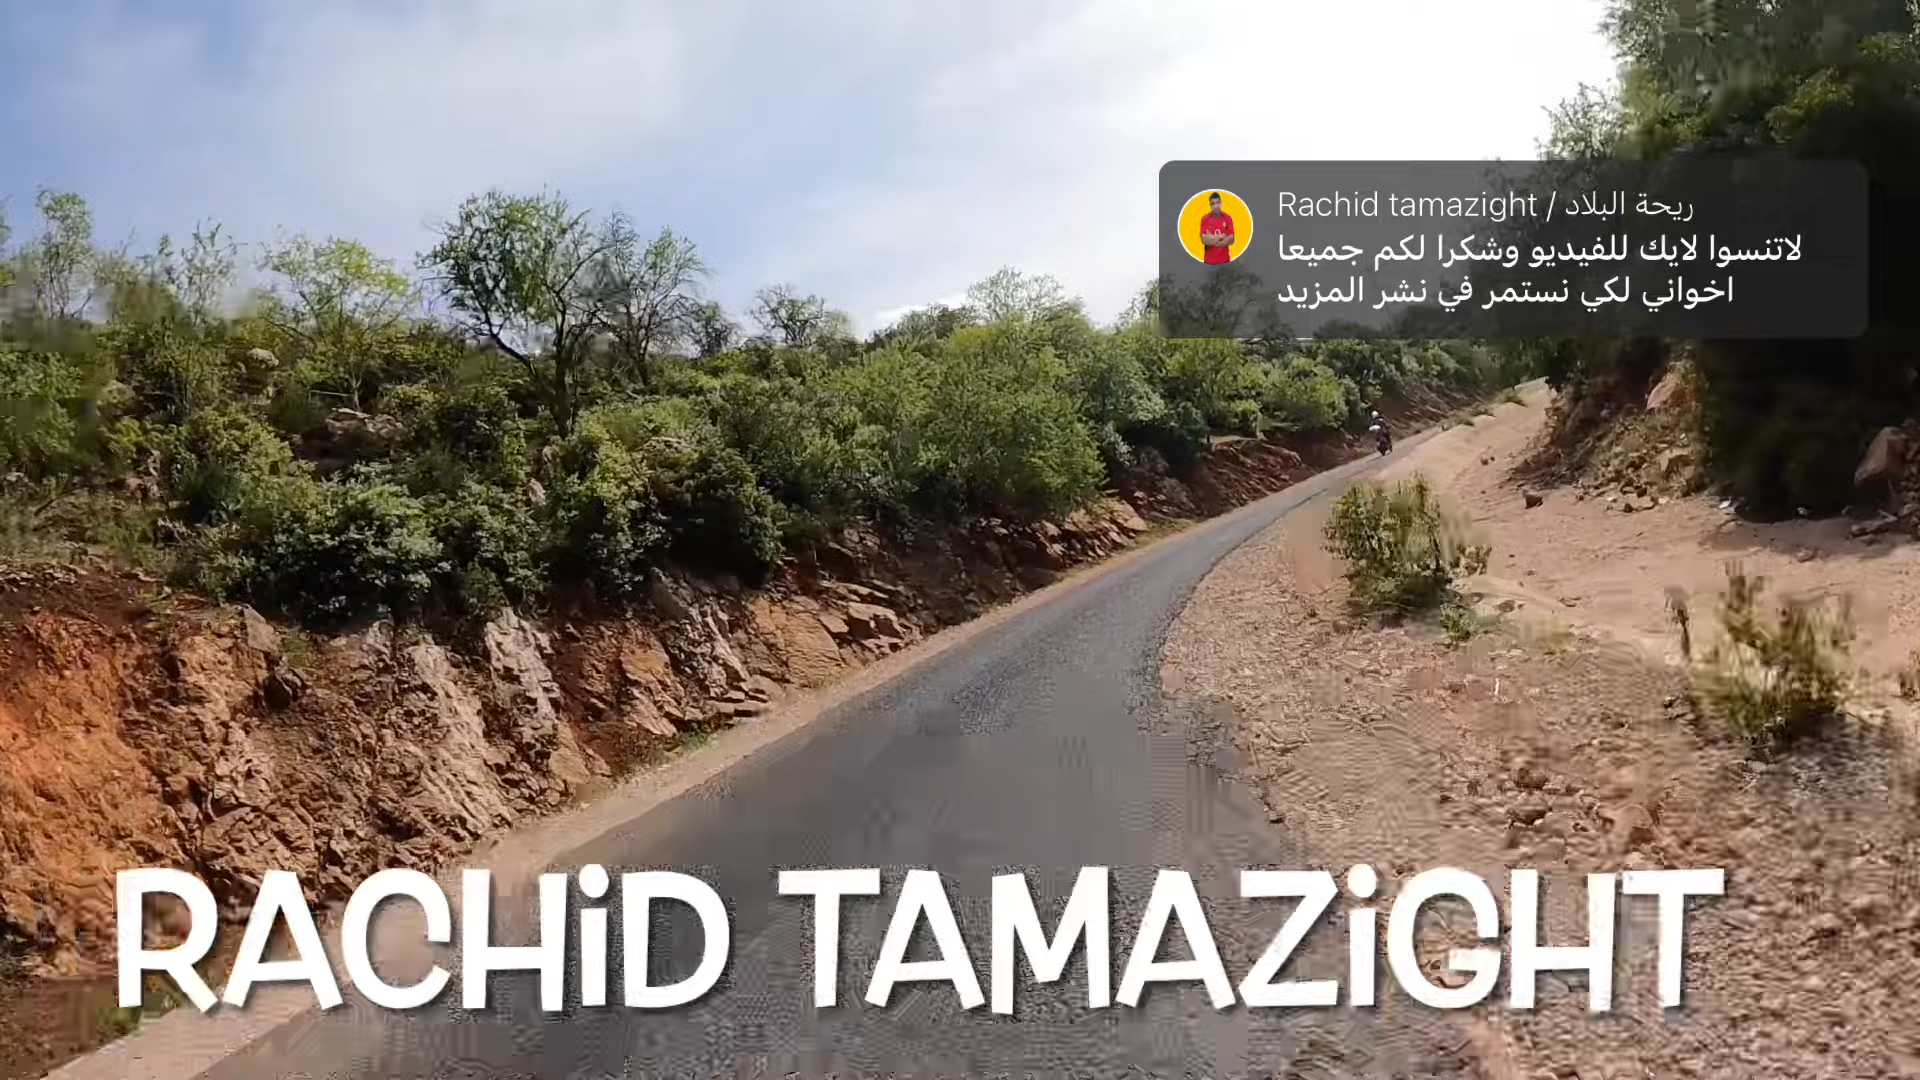 Rachid tamazight / ريحة البلاد
لاتنسوا لايك للفيديو وشكرا لكم جميعا
اخواني لكي نستمر في نشر المزيد
RACHiD TAMAZiGHT